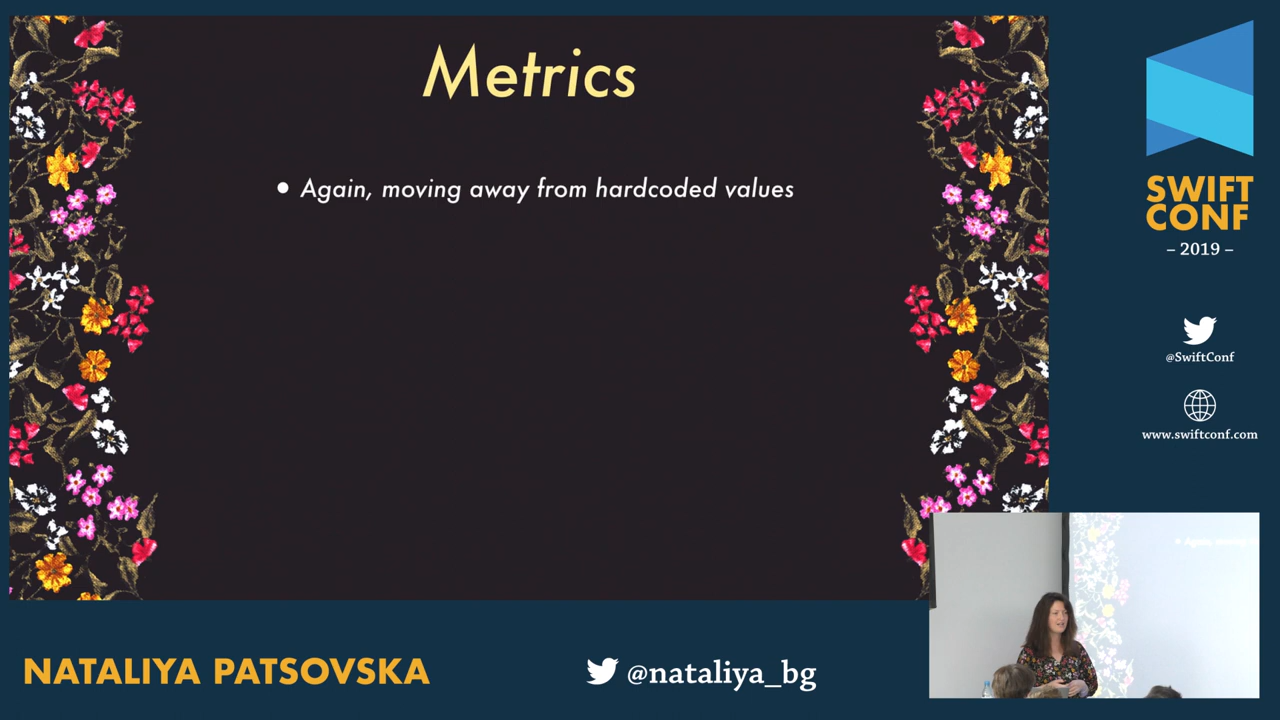 Metrics
• Again, moving away from hardcoded values
SWIFT
CONF
– 2019 –
@SwiftConf
www.swiftconf.com
NATALIYA PATSOVSKA
@nataliya_bg